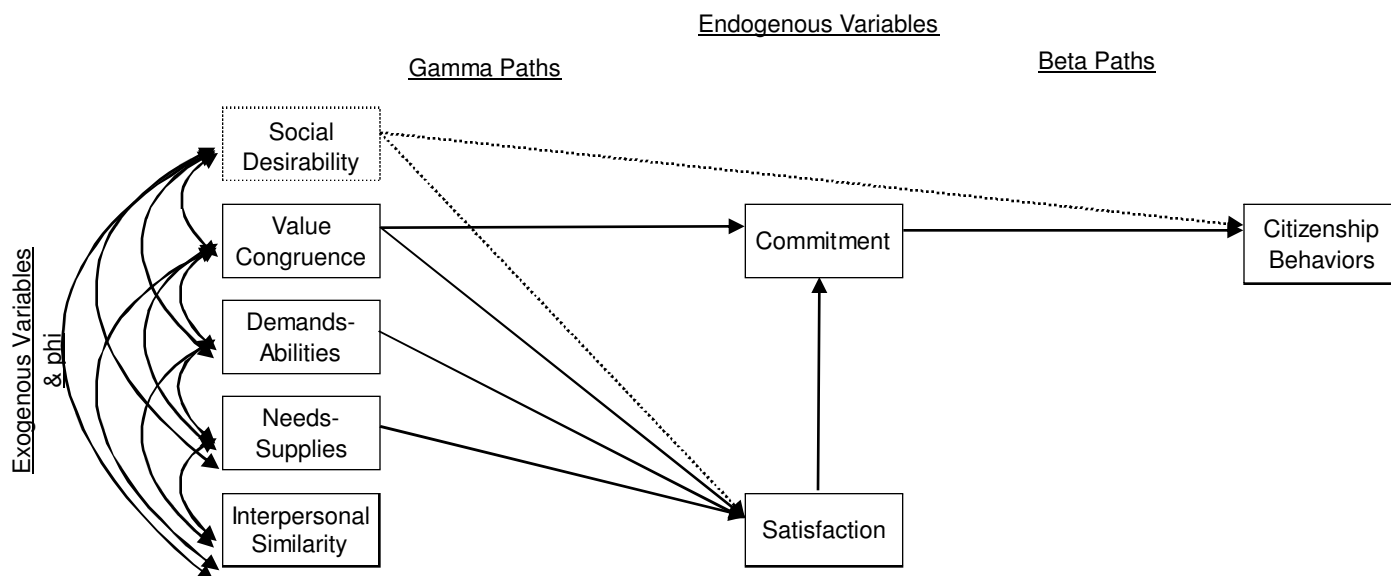 Endogenous Variables
Gamma Paths
Beta Paths
Exogenous Variables
& phi
Social
Desirability
Value
Congruence
Demands-
Abilities
Needs-
Supplies
Interpersonal
Similarity
Commitment
Satisfaction
Citizenship
Behaviors